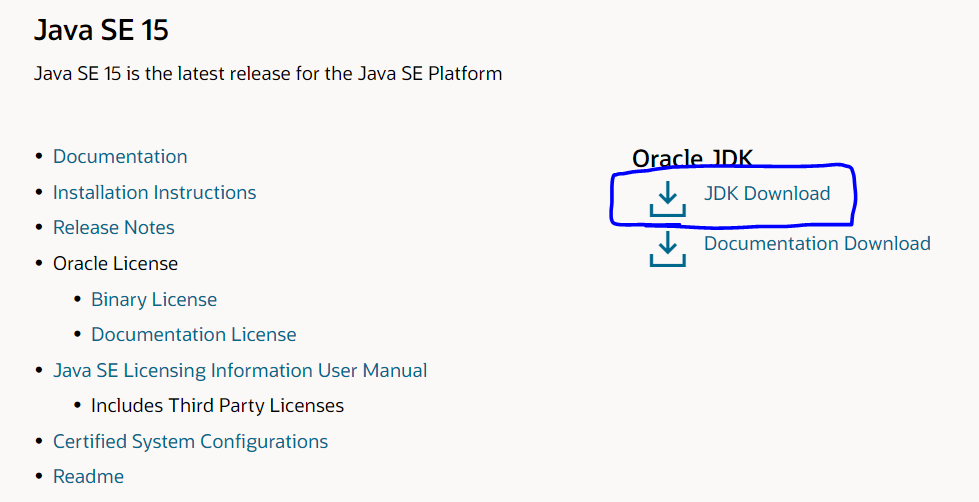 Java SE 15
Java SE 15 is the latest release for the Java SE Platform
Documentation
Installation Instructions
Release Notes
Oracle License
Binary License
Documentation License
Java SE Licensing Information User Manual
Includes Third Party Licenses
Certified System Configurations
Readme
Oracle JDK
JDK Download
Documentation Download